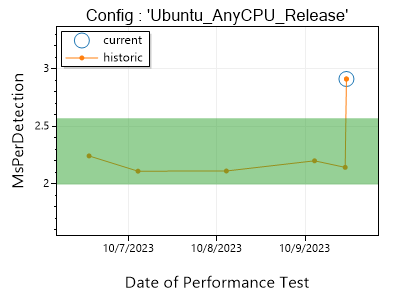 Config : 'Ubuntu_AnyCPU_Release'
current
historic
MsPerDetection
3
2.5
2
10/7/2023
10/8/2023
10/9/2023
Date of Performance Test